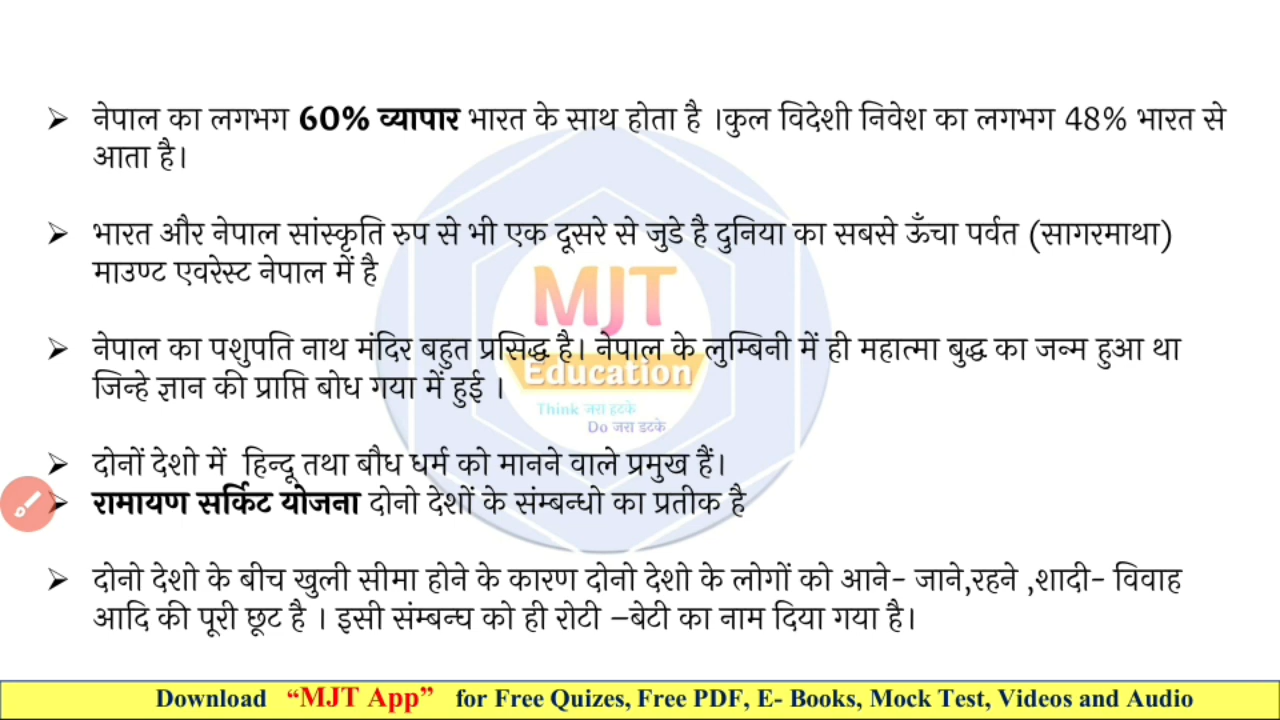 ➢ नेपाल का लगभग 60% व्यापार भारत के साथ होता है ।कुल विदेशी निवेश का लगभग 48% भारत से
आता है।
➢ भारत और नेपाल सांस्कृति रुप से भी एक दूसरे से जुडे है दुनिया का सबसे ऊँचा पर्वत (सागरमाथा)
माउण्ट एवरेस्ट नेपाल में है
➢ नेपाल का पशुपति नाथ मंदिर बहुत प्रसिद्ध है। नेपाल के लुम्बिनी में ही महात्मा बुद्ध का जन्म हुआ था
जिन्हे ज्ञान की प्राप्ति बोध गया में हुई ।
➢ दोनों देशो में हिन्दू तथा बौध धर्म को मानने वाले प्रमुख हैं।
➢ रामायण सर्किट योजना दोनो देशों के संम्बन्धो का प्रतीक है
➢ दोनो देशो के बीच खुली सीमा होने के कारण दोनो देशो के लोगों को आने- जाने,रहने ,शादी- विवाह
आदि की पूरी छूट है । इसी संम्बन्घ को ही रोटी –बेटी का नाम दिया गया है।
MJT
Education
Think जरा हटके
Do जरा डटके
Download “MJT App” for Free Quizes, Free PDF, E- Books, Mock Test, Videos and Audio